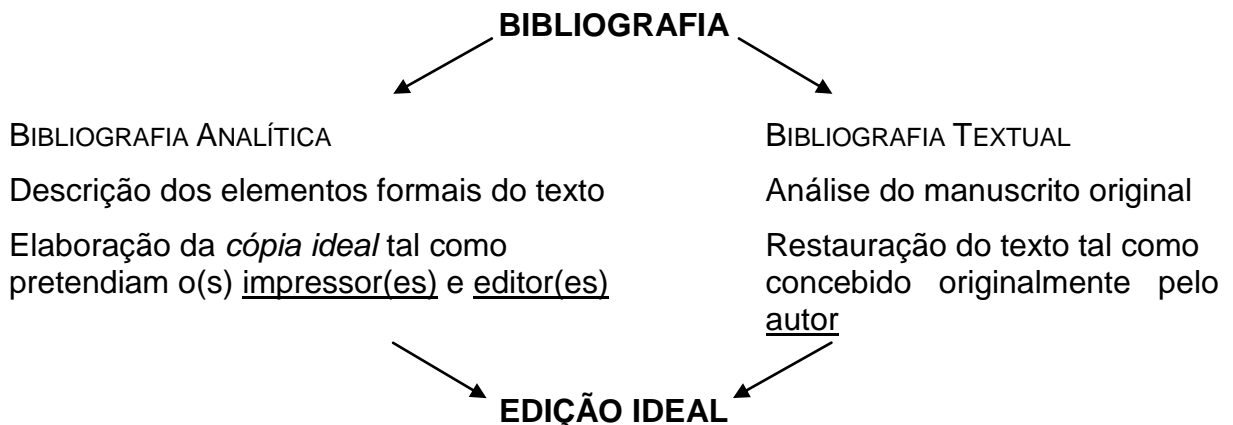 BIBLIOGRAFIA
BIBLIOGRAFIA ANALÍTICA
Descrição dos elementos formais do texto
Elaboração da cópia ideal tal como
pretendiam o(s) impressor(es) e editor(es)
BIBLIOGRAFIA TEXTUAL
Análise do manuscrito original
Restauração do texto tal como
concebido originalmente pelo
autor
EDIÇÃO IDEAL